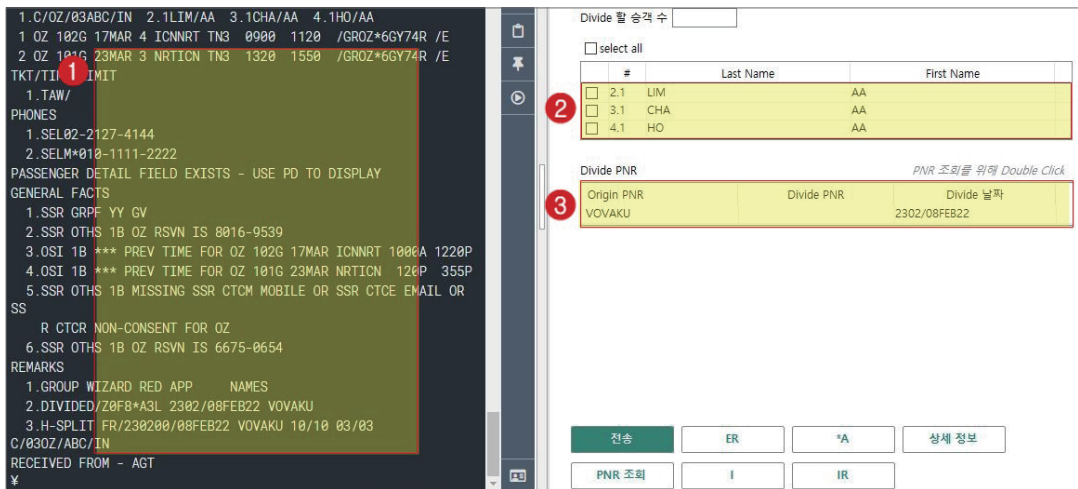 1.C/OZ/03ABC/IN 2.1LIM/AA 3.1CHA/AA 4.1HO/AA
1 OZ 102G 17MAR 4 ICNNRT TN3 0900 1120 /GROZ*6GY74R /E
2 OZ 101G 23MAR 3 NRTICN TN3 1320 1550 /GROZ*6GY74R /E
1
TKT/TIME LIMIT
1.TAW/
PHONES
1.SEL02-2127-4144
2.SELM*010-1111-2222
PASSENGER DETAIL FIELD EXISTS - USE PD TO DISPLAY
GENERAL FACTS
1.SSR GRPF YY GV
2.SSR OTHS 1B OZ RSVN IS 8016-9539
3.OSI 1B *** PREV TIME FOR OZ 102G 17MAR ICNNRT 1000A 1220P
4.OSI 1B *** PREV TIME FOR OZ 101G 23MAR NRTICN 120P 355P
5.SSR OTHS 1B MISSING SSR CTCM MOBILE OR SSR CTCE EMAIL OR
SS
R CTCR NON-CONSENT FOR OZ
6.SSR OTHS 1B OZ RSVN IS 6675-0654
REMARKS
1.GROUP WIZARD RED APP NAMES
2.DIVIDED/Z0F8*A3L 2302/08FEB22 VOVAKU
3.H-SPLIT FR/230200/08FEB22 VOVAKU 10/10 03/03
C/03OZ/ABC/IN
RECEIVED FROM - AGT
¥
Divide 할 승객 수
select all
# Last Name First Name
2
2.1 LIM AA
3.1 CHA AA
4.1 HO AA
Divide PNR PNR 조회를 위해 Double Click
3
Origin PNR Divide PNR Divide 날짜
VOVAKU 2302/08FEB22
전송 ER *A 상세 정보
PNR 조회 I IR